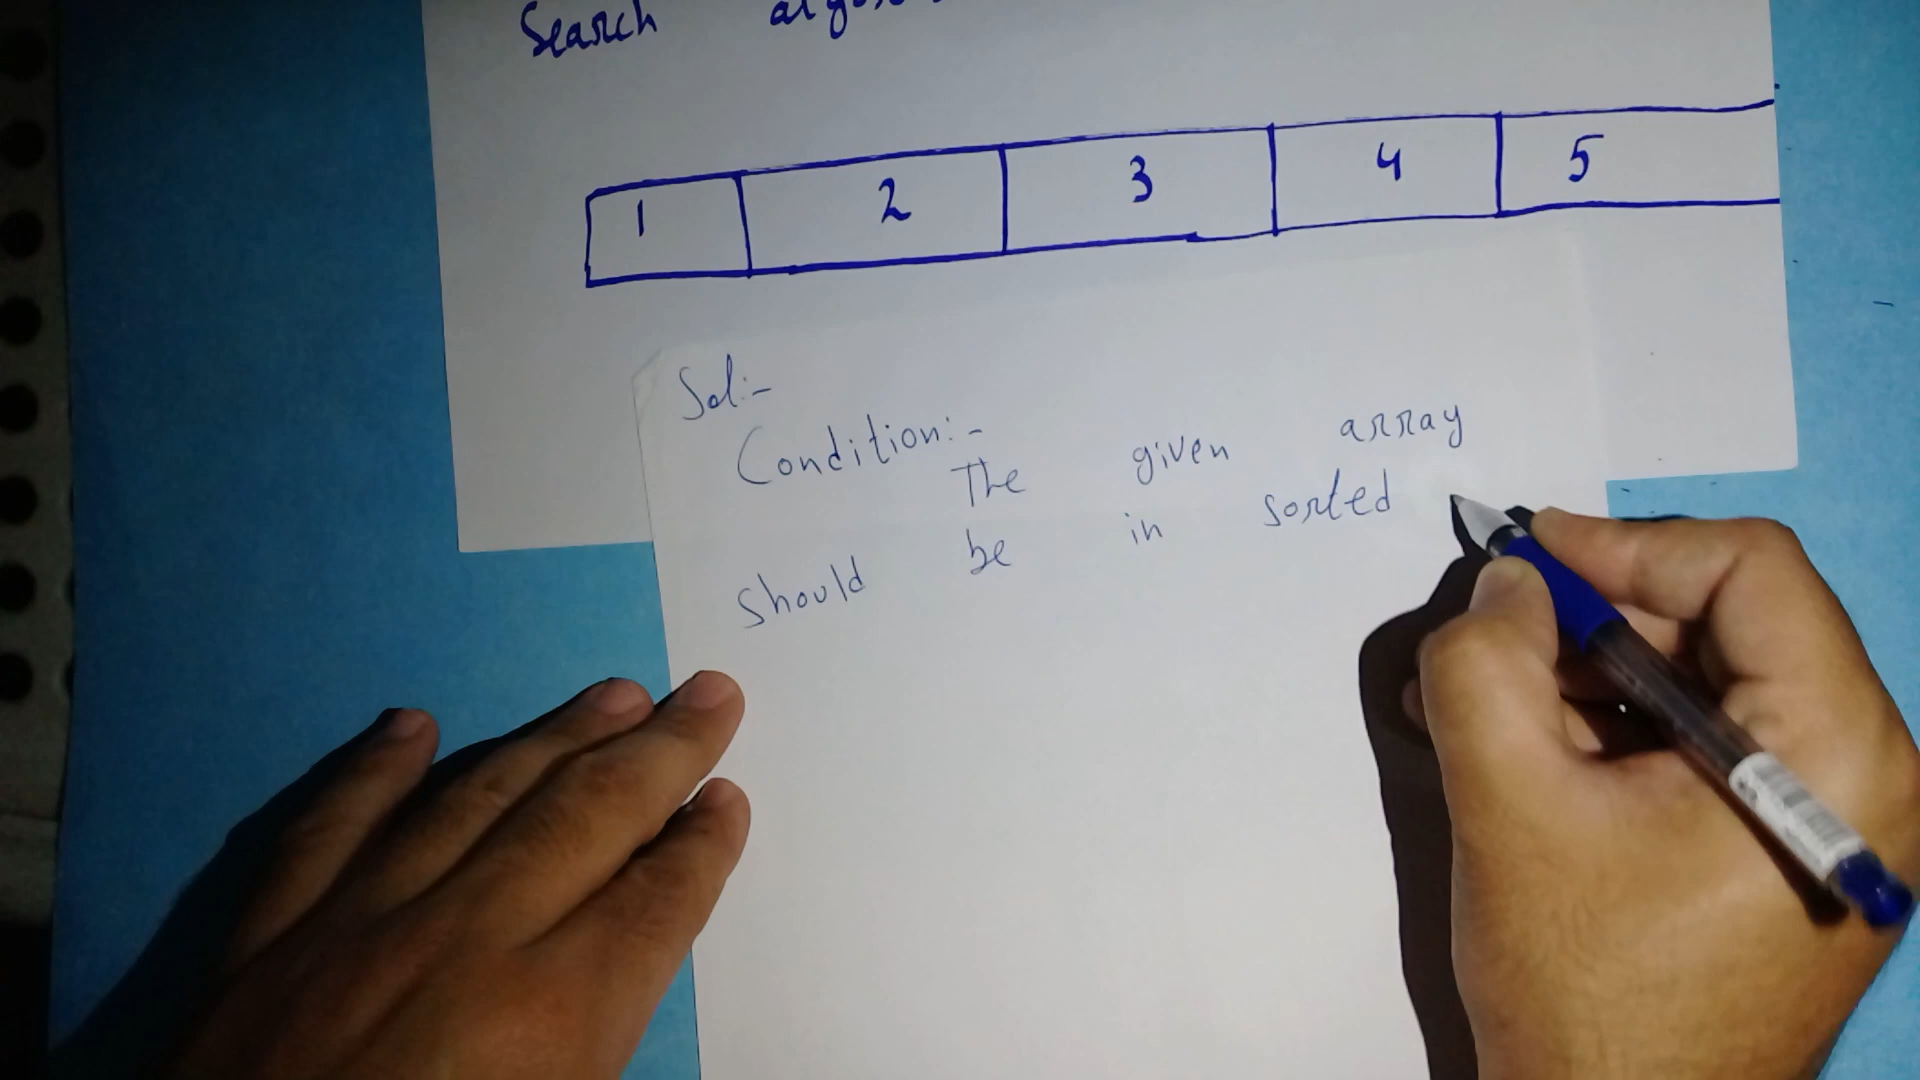 Search
1 2 3 4 5
Sol:-
Condition:-
The given array
should be in sorted